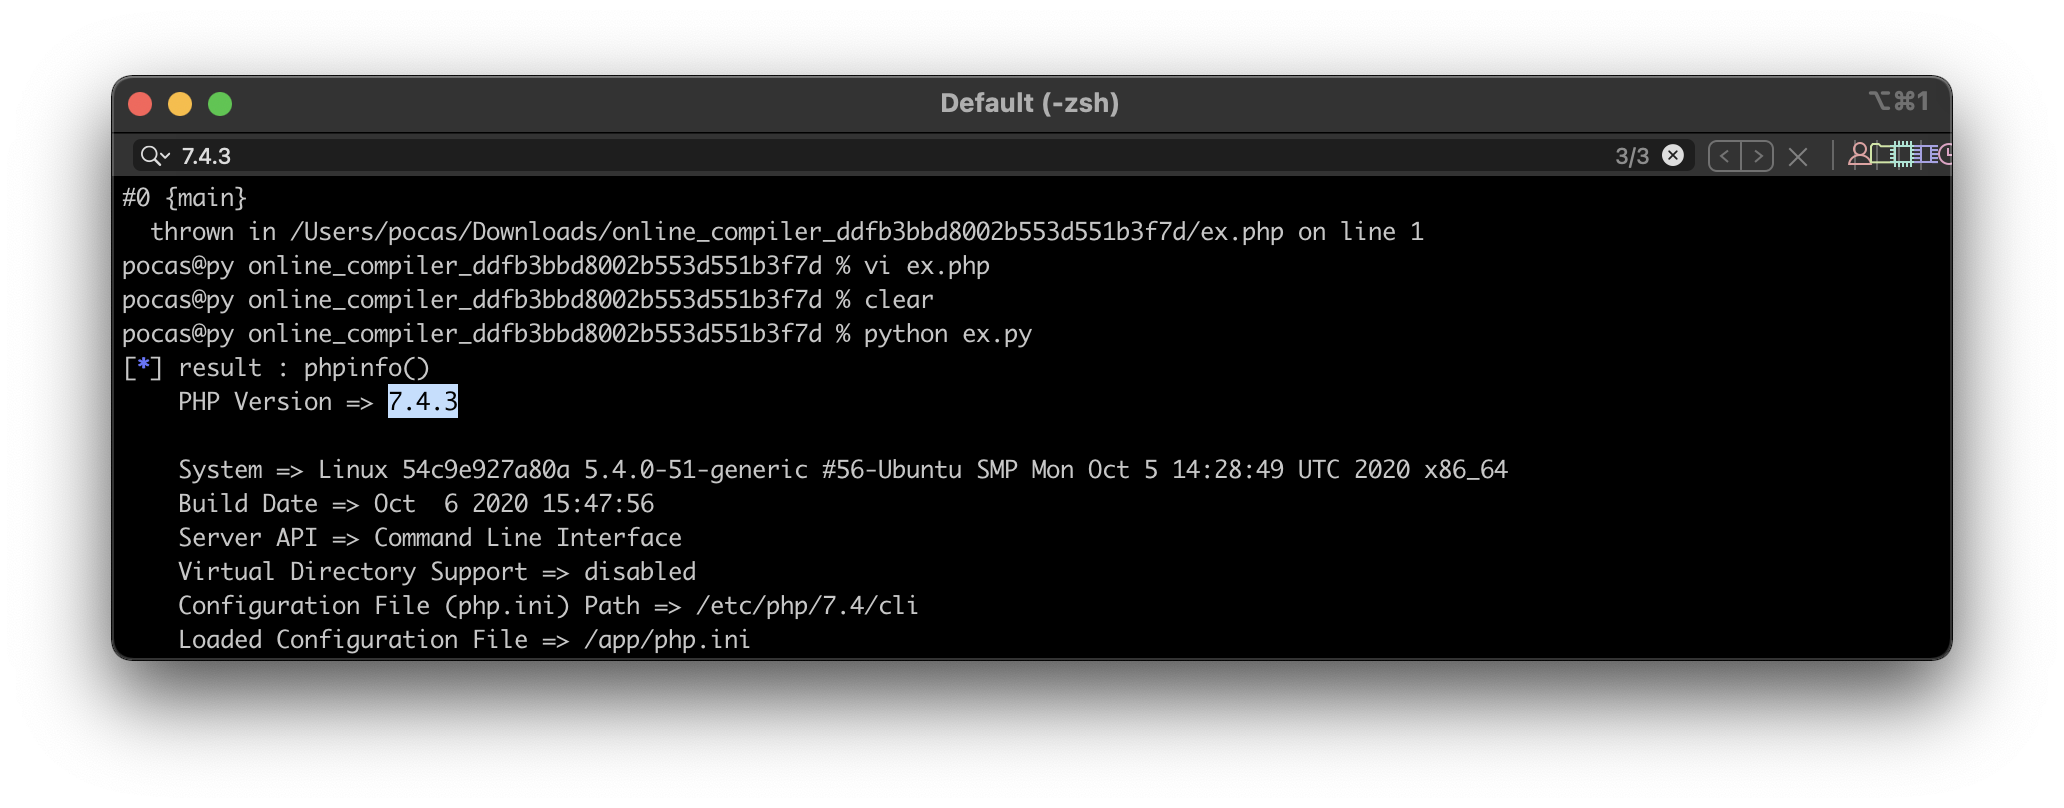 Default (-zsh)
⌥⌘1
7.4.3
3/3
#0 {main}
  thrown in /Users/pocas/Downloads/online_compiler_ddfb3bbd8002b553d551b3f7d/ex.php on line 1
pocas@py online_compiler_ddfb3bbd8002b553d551b3f7d % vi ex.php
pocas@py online_compiler_ddfb3bbd8002b553d551b3f7d % clear
pocas@py online_compiler_ddfb3bbd8002b553d551b3f7d % python ex.py
[*] result : phpinfo()
    PHP Version => 7.4.3
    System => Linux 54c9e927a80a 5.4.0-51-generic #56-Ubuntu SMP Mon Oct 5 14:28:49 UTC 2020 x86_64
    Build Date => Oct  6 2020 15:47:56
    Server API => Command Line Interface
    Virtual Directory Support => disabled
    Configuration File (php.ini) Path => /etc/php/7.4/cli
    Loaded Configuration File => /app/php.ini